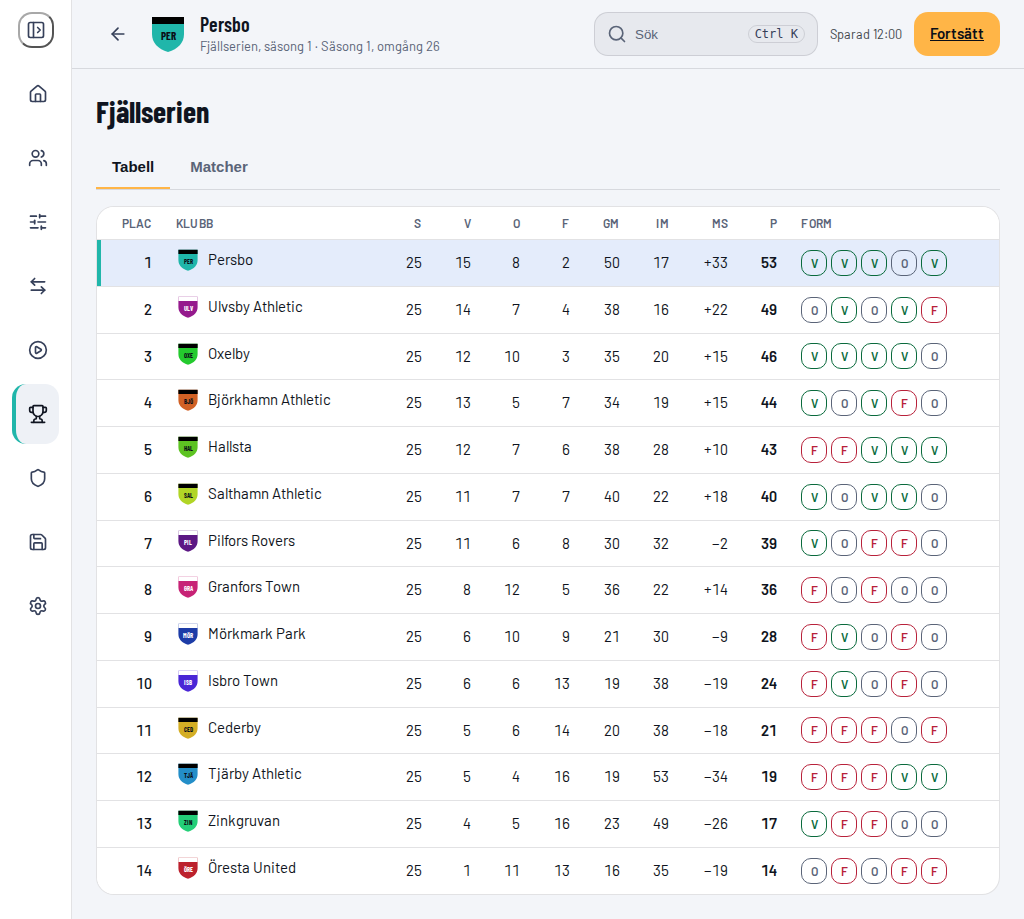 PER
Persbo
Fjällserien, säsong 1 · Säsong 1, omgång 26
Sök
Ctrl K
Sparad 12:00
Fortsätt
Fjällserien
Tabell
Matcher
PLAC KLUBB S V O F GM IM MS P FORM
1 PER Persbo 25 15 8 2 50 17 +33 53 V V V O V
2 ULV Ulvsby Athletic 25 14 7 4 38 16 +22 49 O V O V F
3 OXE Oxelby 25 12 10 3 35 20 +15 46 V V V V O
4 BJÖ Björkhamn Athletic 25 13 5 7 34 19 +15 44 V O V F O
5 HAL Hallsta 25 12 7 6 38 28 +10 43 F F V V V
6 SAL Salthamn Athletic 25 11 7 7 40 22 +18 40 V O V V O
7 PIL Pilfors Rovers 25 11 6 8 30 32 −2 39 V O F F O
8 GRA Granfors Town 25 8 12 5 36 22 +14 36 F O F O O
9 MÖR Mörkmark Park 25 6 10 9 21 30 −9 28 F V O F O
10 ISB Isbro Town 25 6 6 13 19 38 −19 24 F V O F O
11 CED Cederby 25 5 6 14 20 38 −18 21 F F F O F
12 TJÄ Tjärby Athletic 25 5 4 16 19 53 −34 19 F F F V V
13 ZIN Zinkgruvan 25 4 5 16 23 49 −26 17 V F F O O
14 ÖRE Öresta United 25 1 11 13 16 35 −19 14 O F O F F